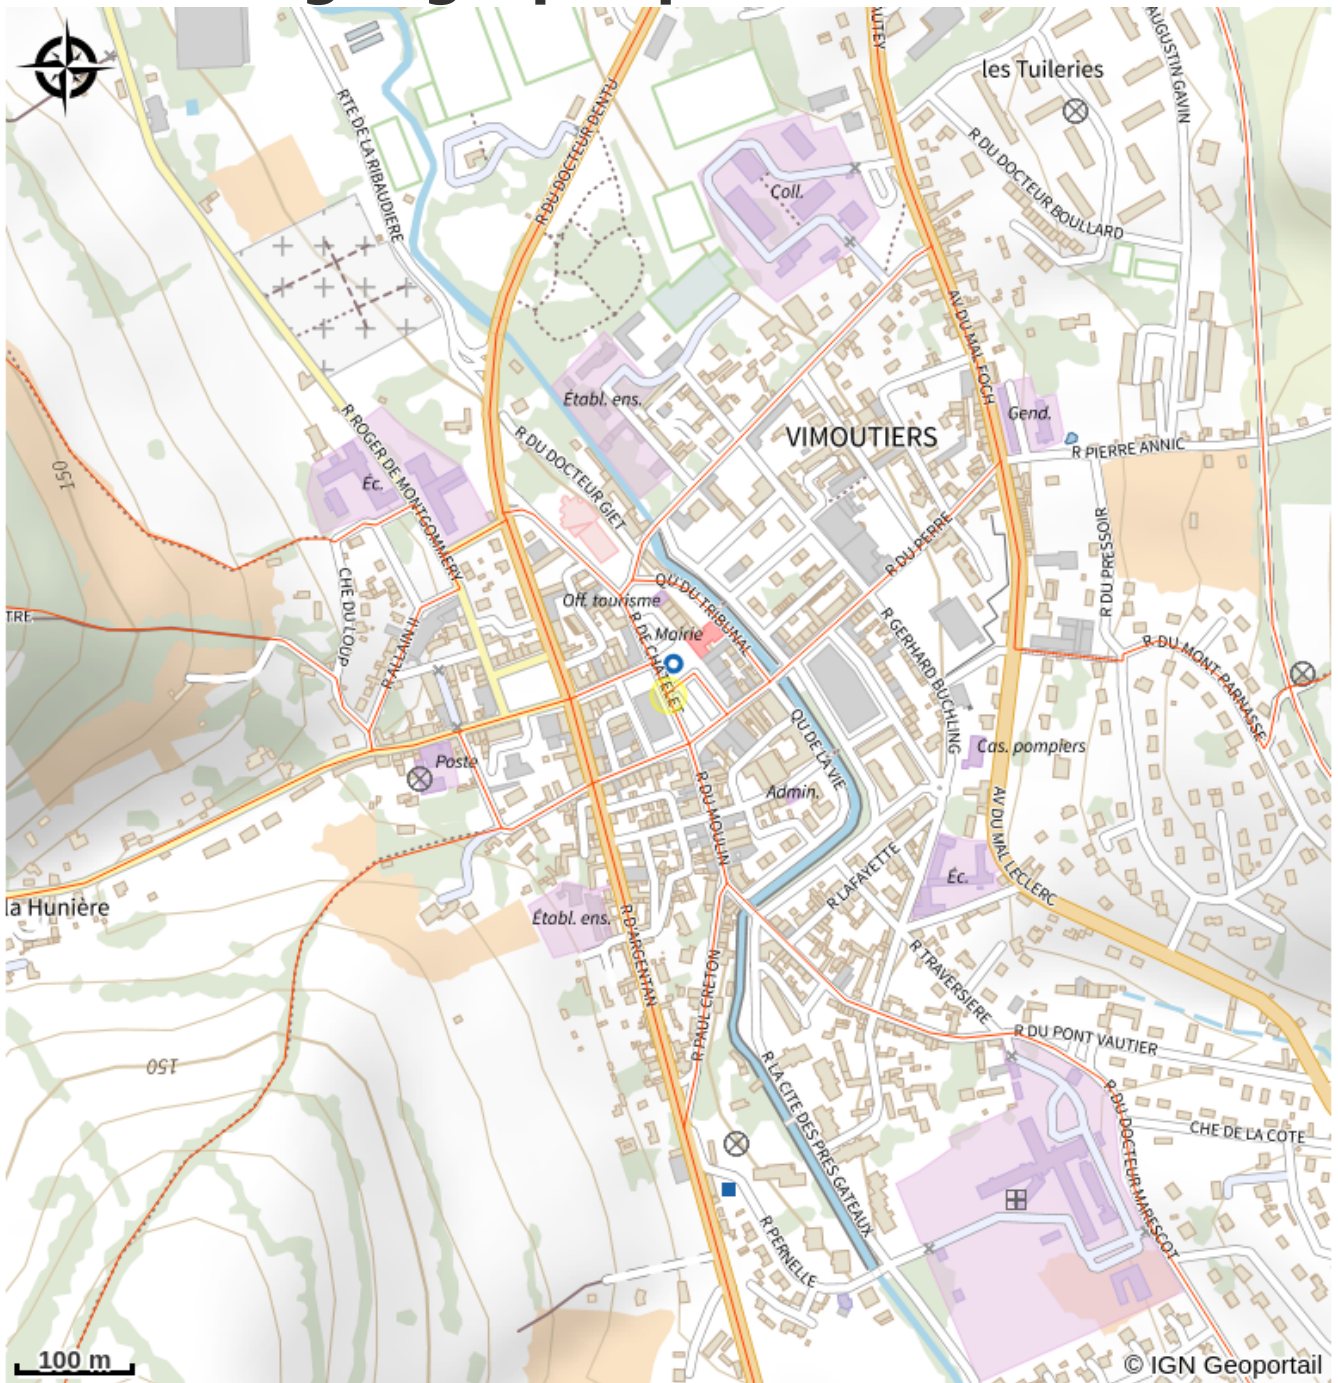 AUTEY
AUGUSTIN GAVIN
les Tuileries
R DU DOCTEUR DENTU
RTE DE LA RIBAUDIERE
R DU DOCTEUR BOULLARD
Coll.
AV DU MAL FOCH
Établ. ens.
R ROGER DE MONTGOMMERY
R DU DOCTEUR GIET
VIMOUTIERS
Gend.
R PIERRE ANNIC
150
Éc.
R DU PERRE
R DU PRESSOIR
CHE DU LOUP
QU DU TRIBUNAL
Off. tourisme
TRE
R ALLAIN II
R DE CHATELET
Mairie
R GERHARD BUCHLING
R DU MONT PARNASSE
QU DE LA VIE
Cas. pompiers
Poste
R DU MOULIN
Admin.
AV DU MAL LECLERC
R LAFAYETTE
Éc.
la Hunière
Établ. ens.
R D'ARGENTAN
R TRAVERSIERE
R PAUL CRETON
R DU PONT VAUTIER
150
R LA CITE DES PRES GATEAUX
R DU DOCTEUR MARESCOT
CHE DE LA COTE
R PERNELLE
100 m
© IGN Geoportail